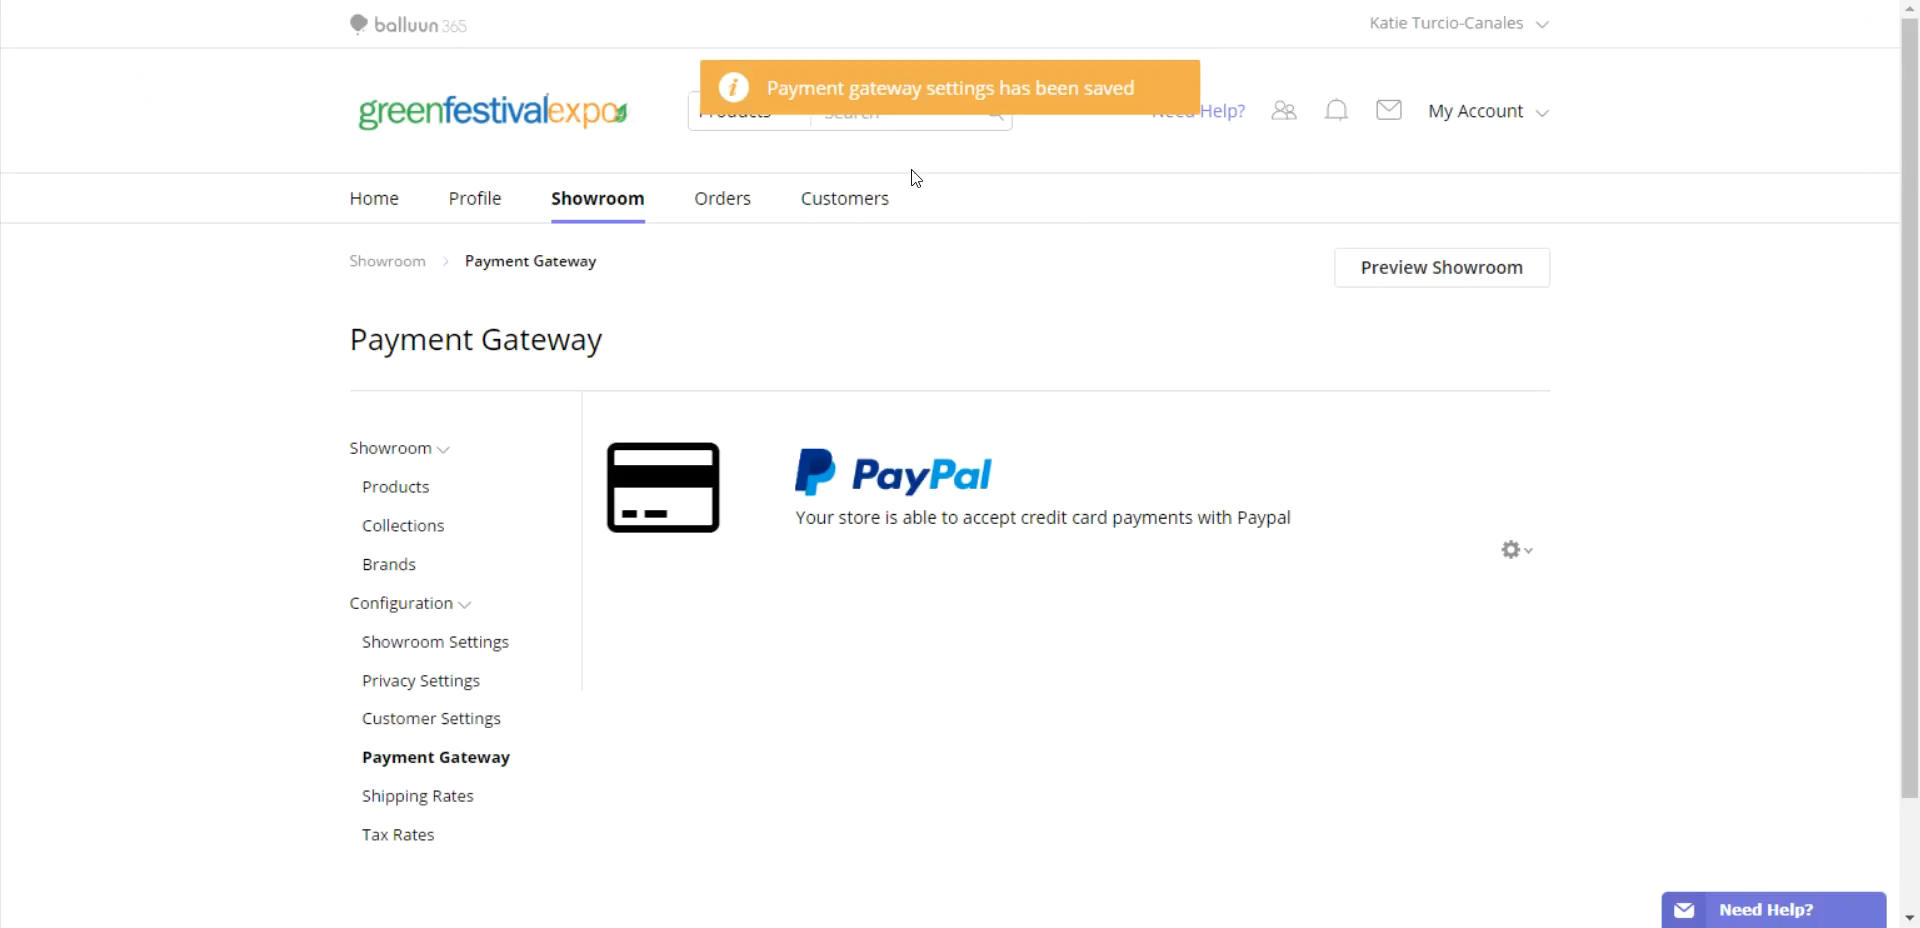 balluun 365
Katie Turcio-Canales
Payment gateway settings has been saved
greenfestivalexpo
Products Search
Need Help?
My Account
Home Profile Showroom Orders Customers
Showroom Payment Gateway
Preview Showroom
Payment Gateway
Showroom
PayPal
Products
Your store is able to accept credit card payments with Paypal
Collections
Brands
Configuration
Showroom Settings
Privacy Settings
Customer Settings
Payment Gateway
Shipping Rates
Tax Rates
Need Help?